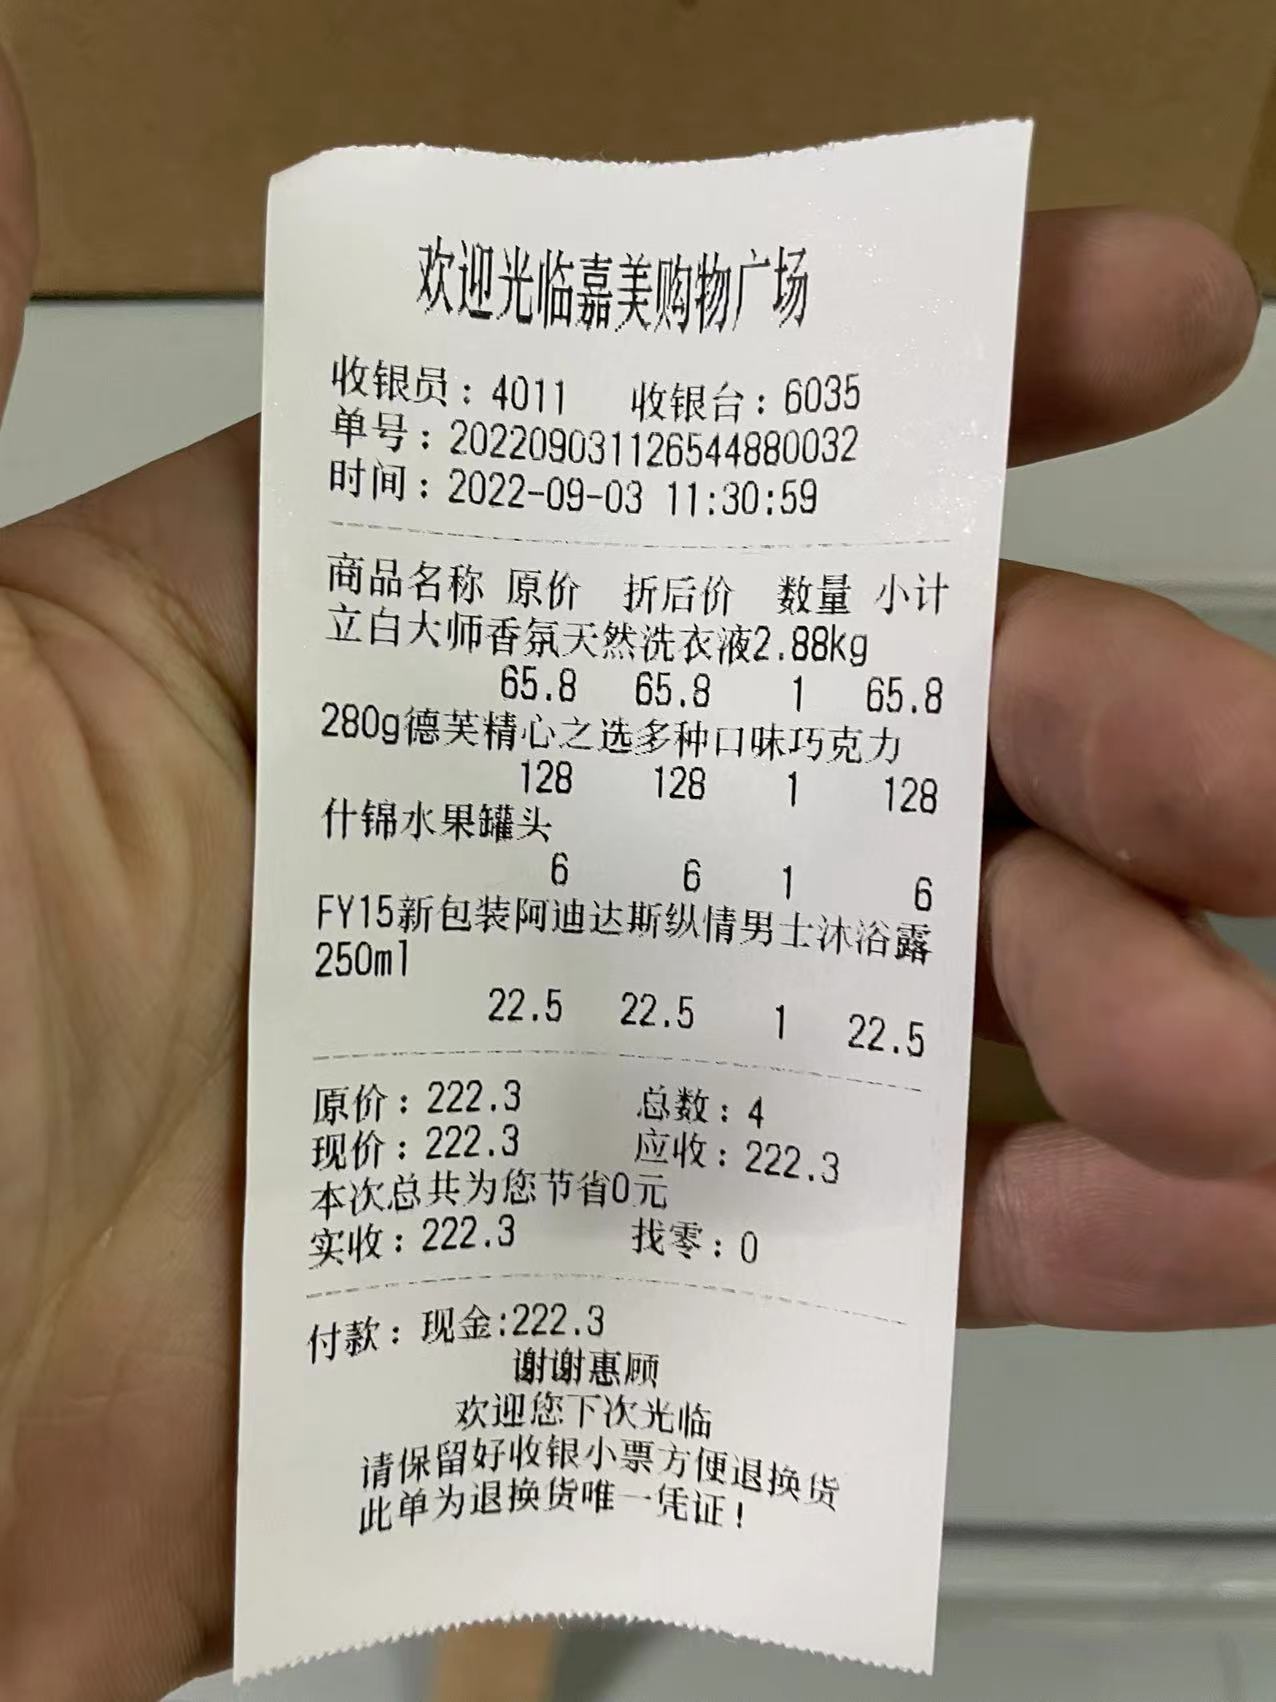 欢迎光临嘉美购物广场
收银员：4011 收银台：6035
单号：202209031126544880032
时间：2022-09-03 11:30:59
商品名称 原价 折后价 数量 小计
立白大师香氛天然洗衣液2.88kg
65.8 65.8 1 65.8
280g德芙精心之选多种口味巧克力
128 128 1 128
什锦水果罐头
6 6 1 6
FY15新包装阿迪达斯纵情男士沐浴露
250ml
22.5 22.5 1 22.5
原价：222.3 总数：4
现价：222.3 应收：222.3
本次总共为您节省0元
实收：222.3 找零：0
付款：现金:222.3
谢谢惠顾
欢迎您下次光临
请保留好收银小票方便退换货
此单为退换货唯一凭证！